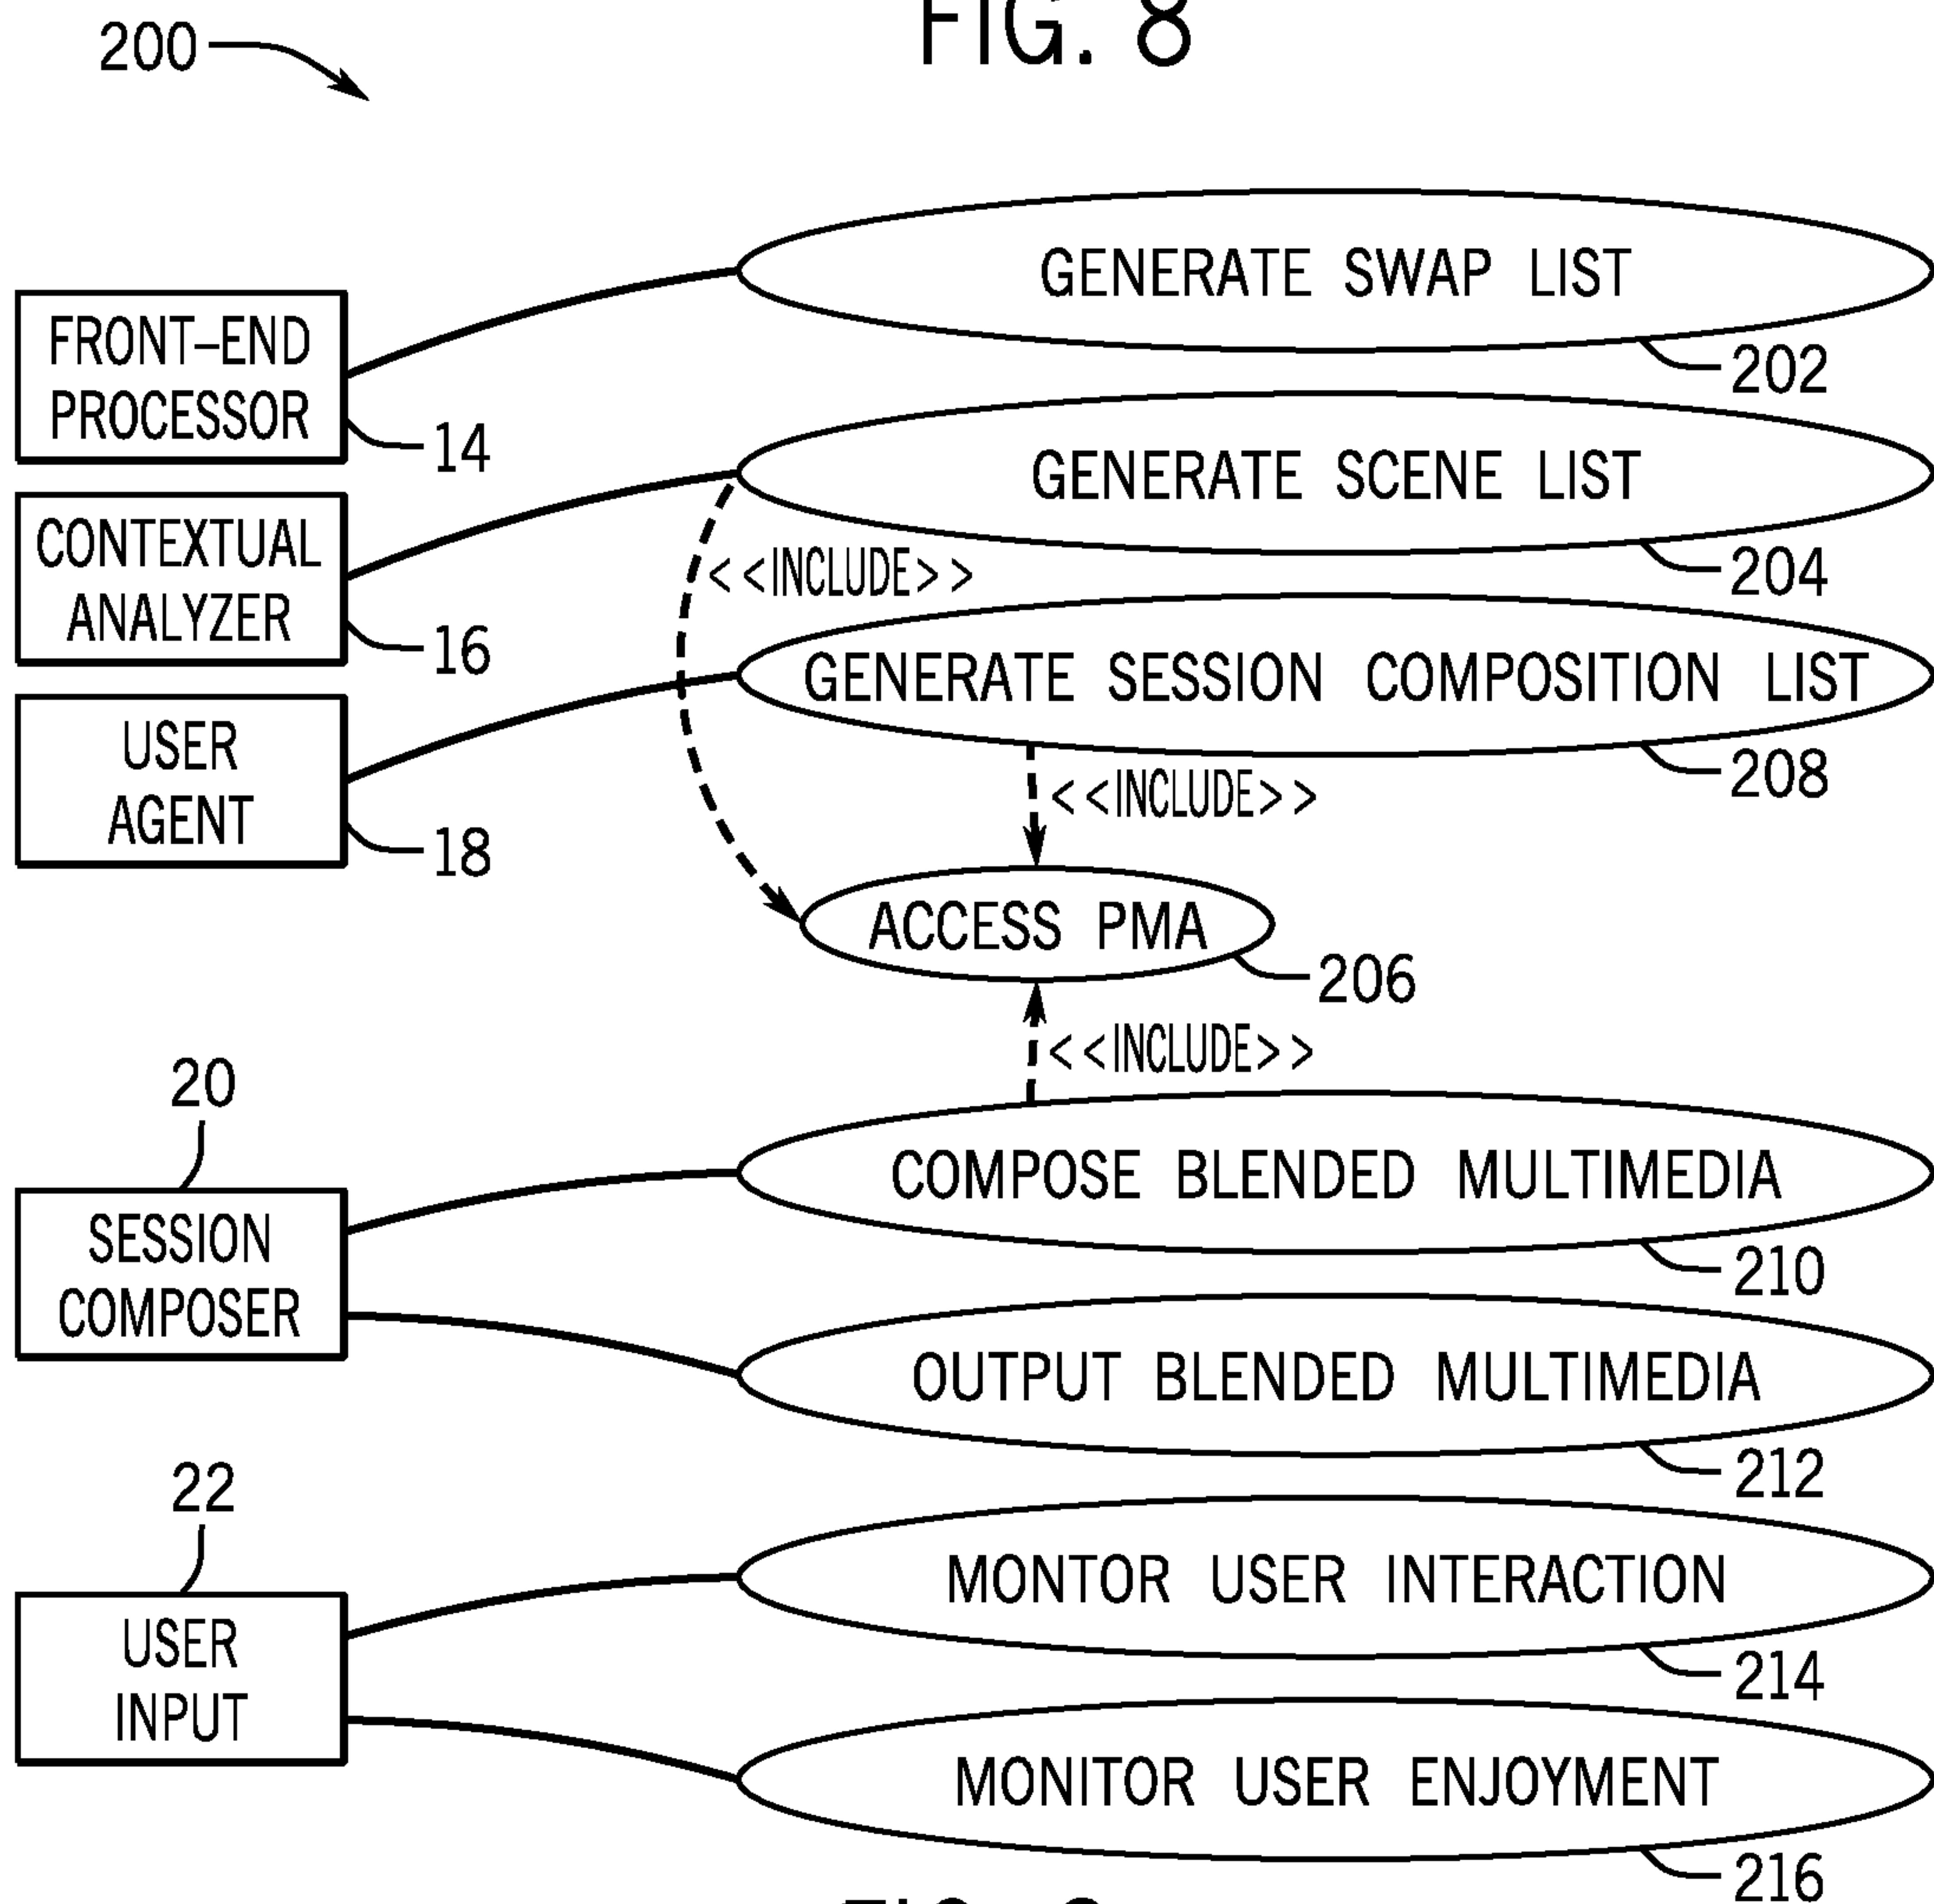 FIG. 8
200
GENERATE SWAP LIST
202
FRONT–END
PROCESSOR
14
GENERATE SCENE LIST
204
CONTEXTUAL
ANALYZER
16
<<INCLUDE>>
GENERATE SESSION COMPOSITION LIST
208
USER
AGENT
18
<<INCLUDE>>
ACCESS PMA
206
<<INCLUDE>>
20
SESSION
COMPOSER
COMPOSE BLENDED MULTIMEDIA
210
OUTPUT BLENDED MULTIMEDIA
212
22
USER
INPUT
MONTOR USER INTERACTION
214
MONITOR USER ENJOYMENT
216